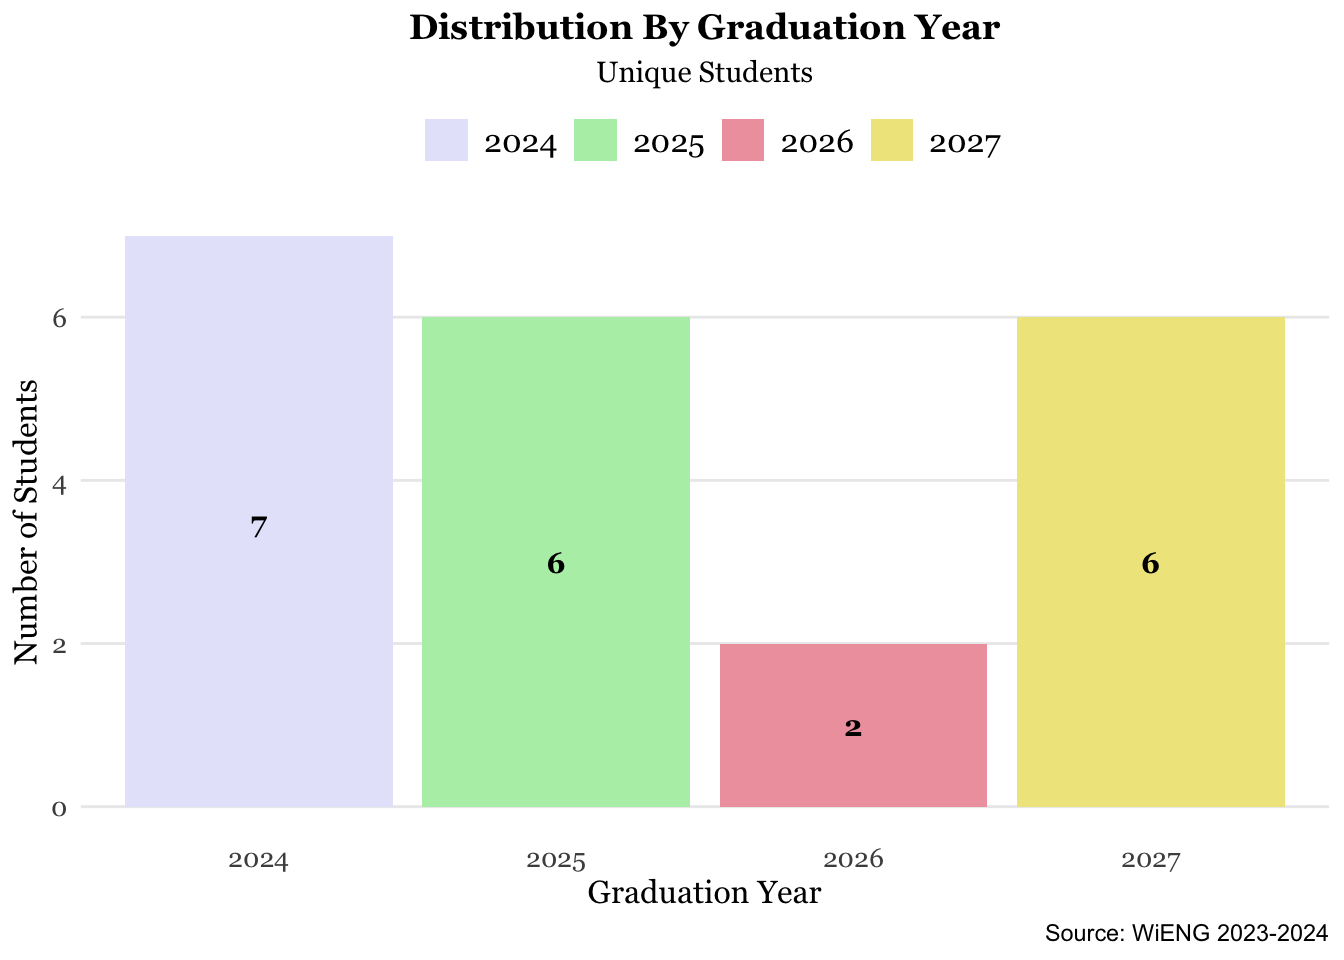 Distribution By Graduation Year
Unique Students
2024 2025 2026 2027
Number of Students
6
4
2
0
7
6
2
6
2024 2025 2026 2027
Graduation Year
Source: WiENG 2023-2024